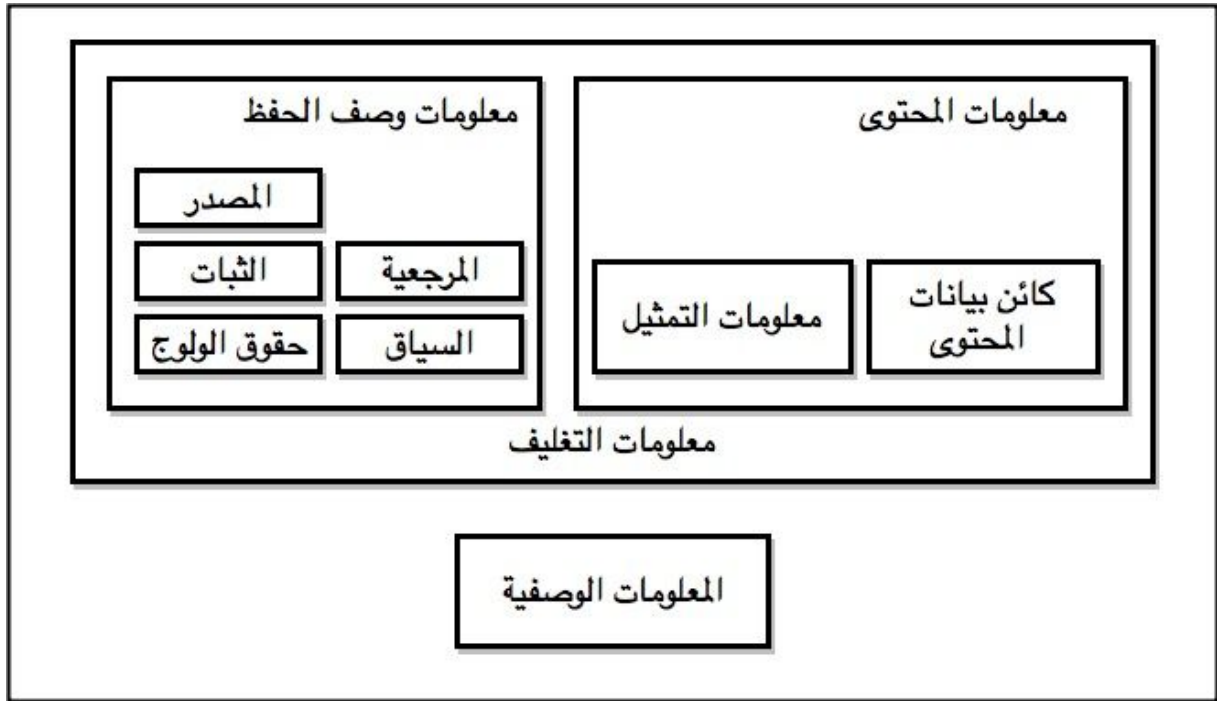 معلومات المحتوى
كائن بيانات
المحتوى
معلومات التمثيل
معلومات وصف الحفظ
المصدر
المرجعية
الثبات
السياق
حقوق الولوج
معلومات التغليف
المعلومات الوصفية